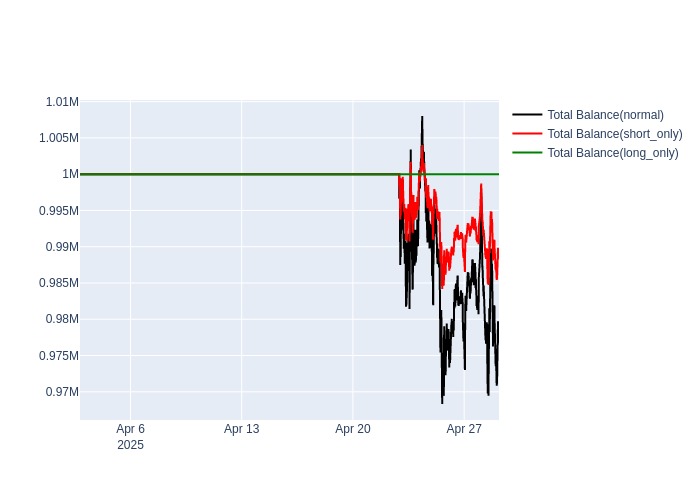 1.01M
1.005M
1M
0.995M
0.99M
0.985M
0.98M
0.975M
0.97M
Apr 6
2025
Apr 13
Apr 20
Apr 27
Total Balance(normal)
Total Balance(short_only)
Total Balance(long_only)